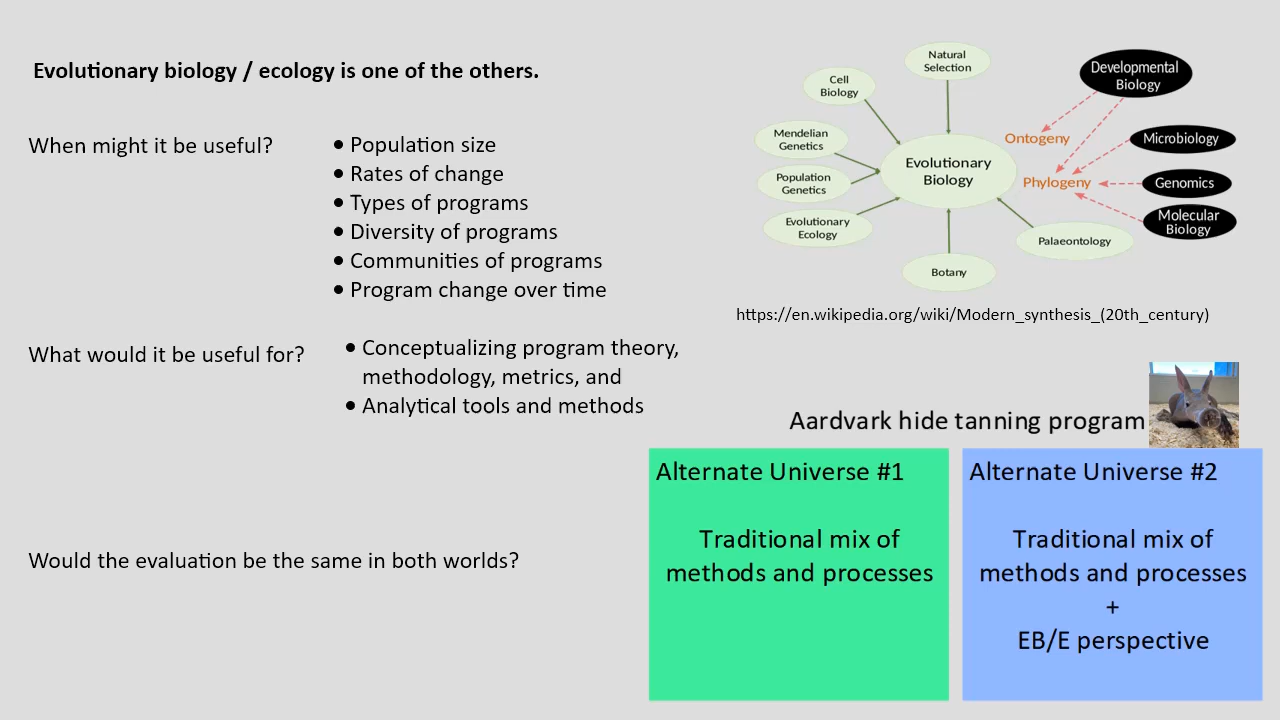 Evolutionary biology / ecology is one of the others.
When might it be useful?
• Population size
• Rates of change
• Types of programs
• Diversity of programs
• Communities of programs
• Program change over time
What would it be useful for?
• Conceptualizing program theory,
methodology, metrics, and
• Analytical tools and methods
Would the evaluation be the same in both worlds?
Natural
Selection
Cell
Biology
Mendelian
Genetics
Population
Genetics
Evolutionary
Ecology
Evolutionary
Biology
Botany
Palaeontology
Developmental
Biology
Ontogeny
Microbiology
Phylogeny
Genomics
Molecular
Biology
https://en.wikipedia.org/wiki/Modern_synthesis_(20th_century)
Aardvark hide tanning program
Alternate Universe #1
Traditional mix of
methods and processes
Alternate Universe #2
Traditional mix of
methods and processes
+
EB/E perspective